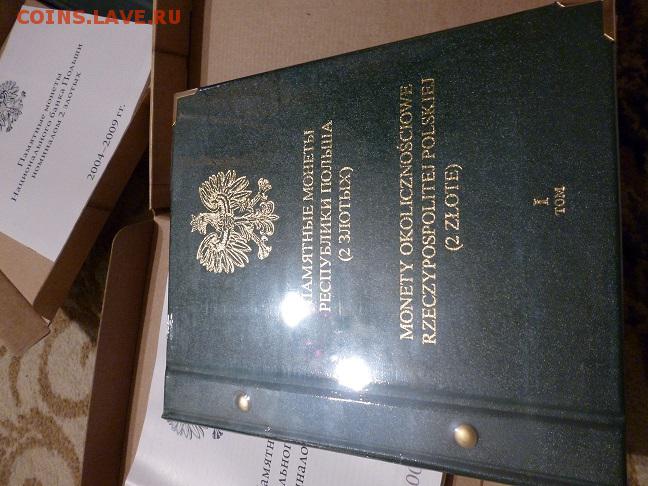 COINS.LAVE.RU
Памятные монеты
Национального банка Польши
номиналом 2 злотых
2004–2009 гг.
ПАМЯТНЫЕ МОНЕТЫ
РЕСПУБЛИКИ ПОЛЬША
(2 ЗЛОТЫХ)
MONETY OKOLICZNOŚCIOWE
RZECZYPOSPOLITEJ POLSKIEJ
(2 ZŁOTE)
I
ТОМ